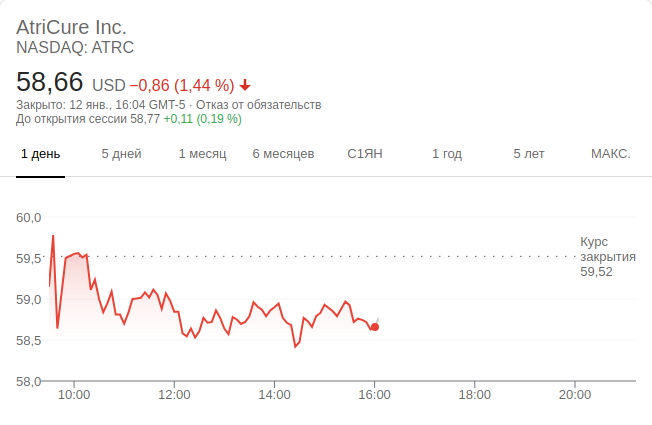 AtriCure Inc.
NASDAQ: ATRC
58,66 USD −0,86 (1,44 %)
Закрыто: 12 янв., 16:04 GMT-5 · Отказ от обязательств
До открытия сессии 58,77 +0,11 (0,19 %)
1 день 5 дней 1 месяц 6 месяцев С1ЯН 1 год 5 лет МАКС.
60,0
59,5
59,0
58,5
58,0
Курс
закрытия
59,52
10:00 12:00 14:00 16:00 18:00 20:00